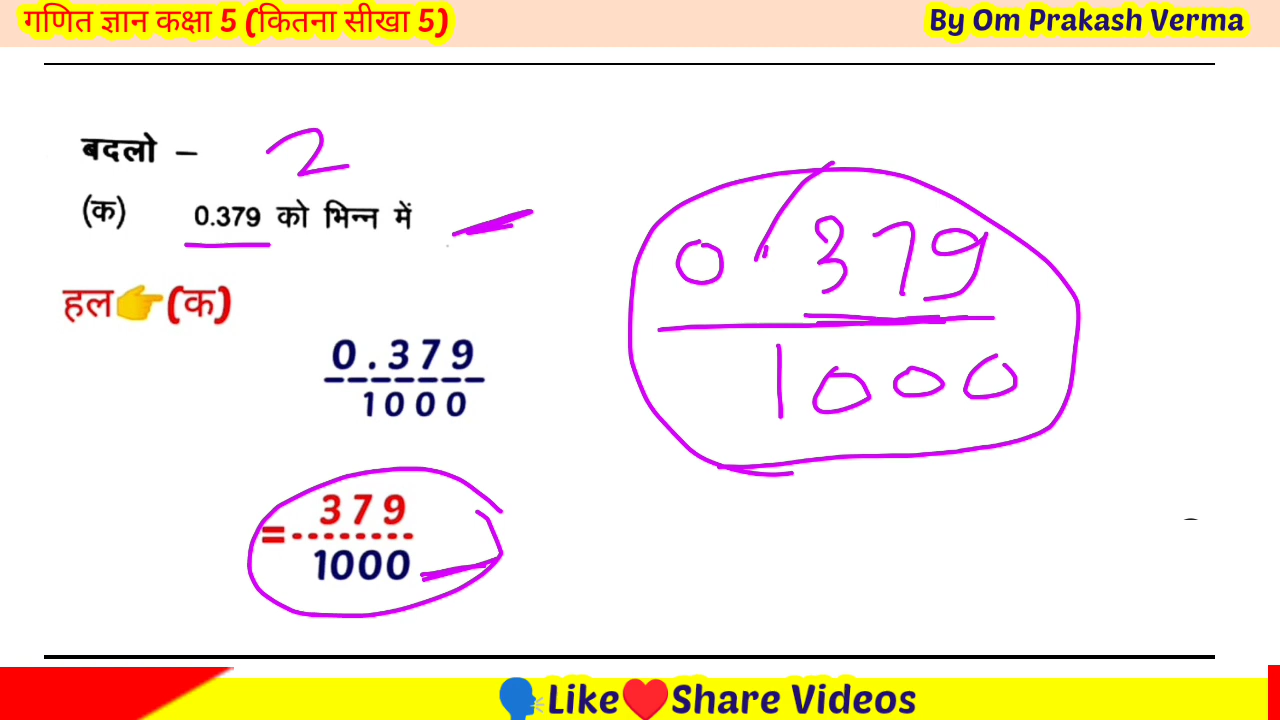 गणित ज्ञान कक्षा 5 (कितना सीखा 5)
By Om Prakash Verma
बदलो – 2
(क) 0.379 को भिन्न में
हल👉(क)
0.379
1000
= 379
1000
0.379
1000
🗣️Like❤️Share Videos